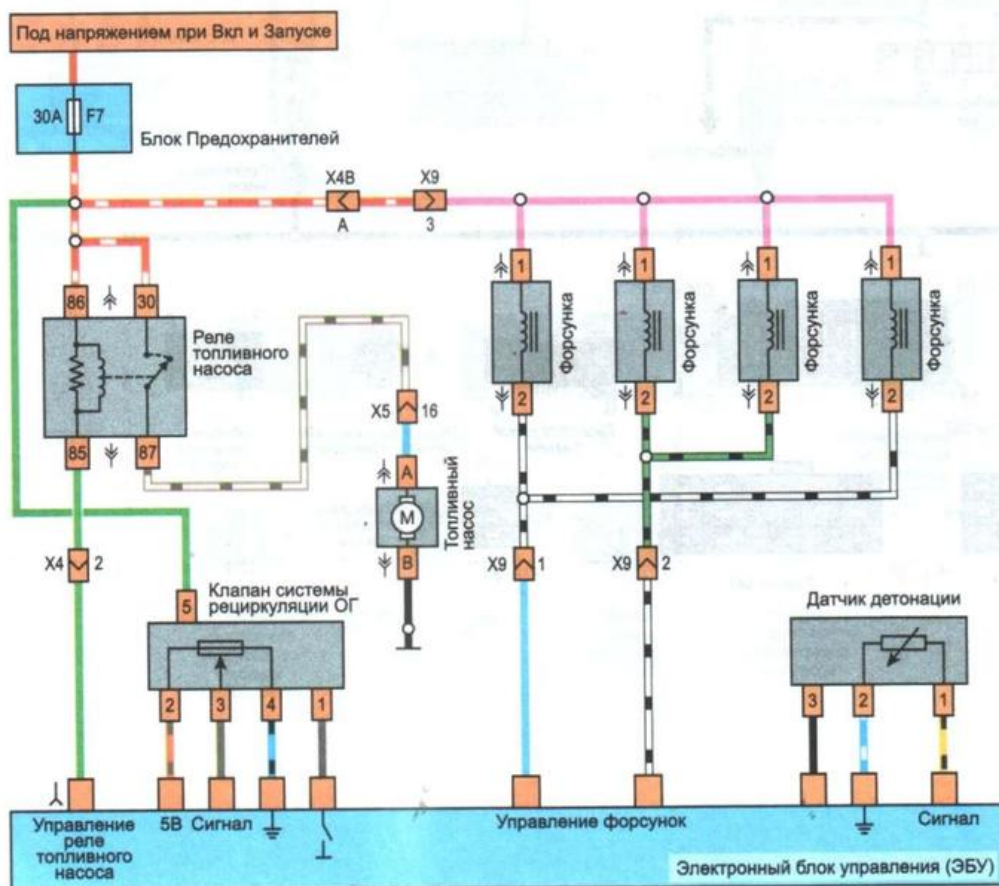 Под напряжением при Вкл и Запуске
30А F7
Блок Предохранителей
X4B X9
A 3
1 1 1 1
86 30
Реле
топливного
насоса
Форсунка
Форсунка
Форсунка
Форсунка
2 2 2 2
X5 16
85 87
A
M
Топливный
насос
B
X4 2
X9 1
X9 2
Клапан системы
рециркуляции ОГ
5
Датчик детонации
2 3 4 1
3 2 1
Управление
реле
топливного
насоса
5В Сигнал
Управление форсунок
Сигнал
Электронный блок управления (ЭБУ)